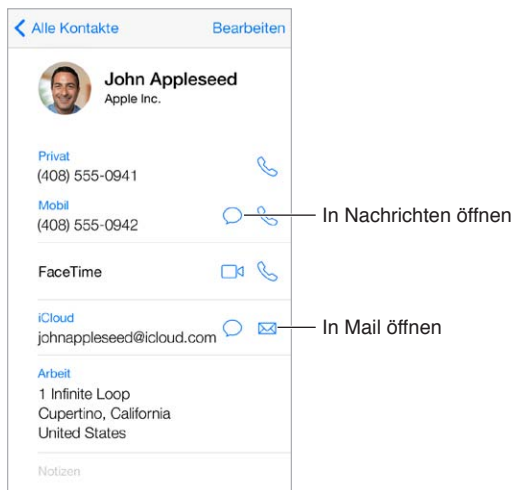 Alle Kontakte
Bearbeiten
John Appleseed
Apple Inc.
Privat
(408) 555-0941
Mobil
(408) 555-0942
In Nachrichten öffnen
FaceTime
iCloud
johnappleseed@icloud.com
In Mail öffnen
Arbeit
1 Infinite Loop
Cupertino, California
United States
Notizen